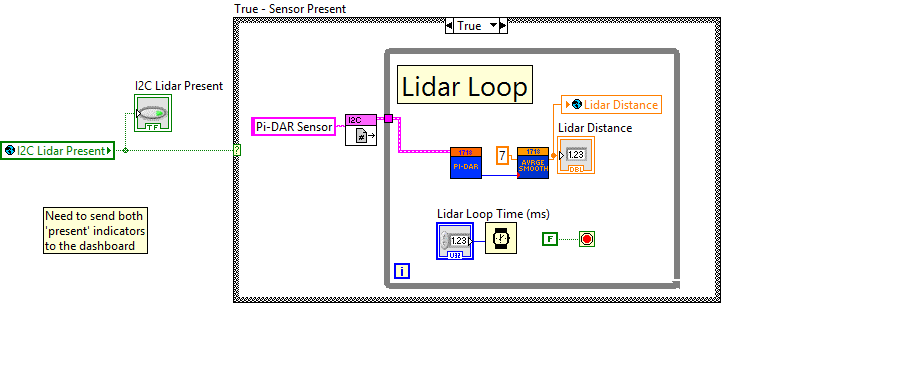 True - Sensor Present
True
I2C Lidar Present
TF
I2C Lidar Present
?
Need to send both
'present' indicators
to the dashboard
Lidar Loop
Pi-DAR Sensor
I2C
#
Lidar Distance
Lidar Distance
1.23
DBL
1718
PI-DAR
7
1718
AVRGE
SMOOTH
Lidar Loop Time (ms)
1.23
U32
F
i